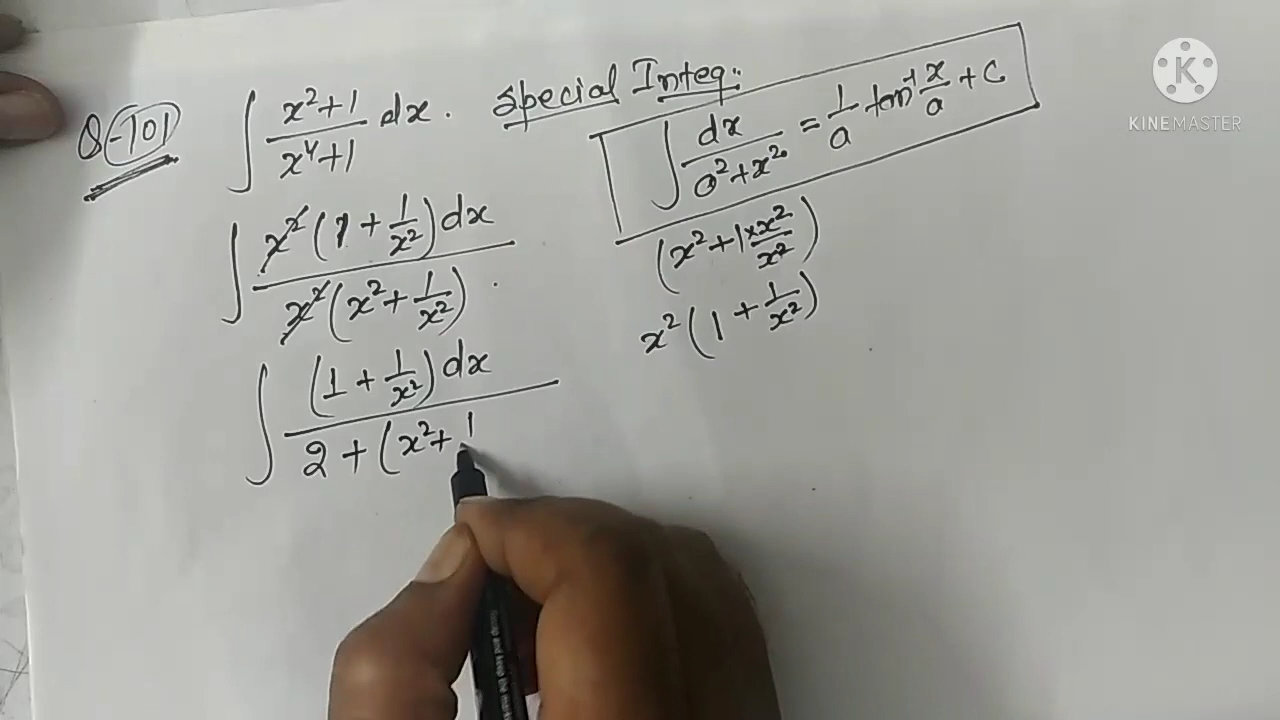 Q-101 ∫ (x²+1)/(x⁴+1) dx. Special Integ:
∫ dx/(a²+x²) = 1/a tan⁻¹ x/a + c
∫ x²(1 + 1/x²) dx / x²(x² + 1/x²) .
(x² + 1 × x²/x²)
x²(1 + 1/x²)
∫ (1 + 1/x²) dx / 2 + (x² + 1
KINEMASTER